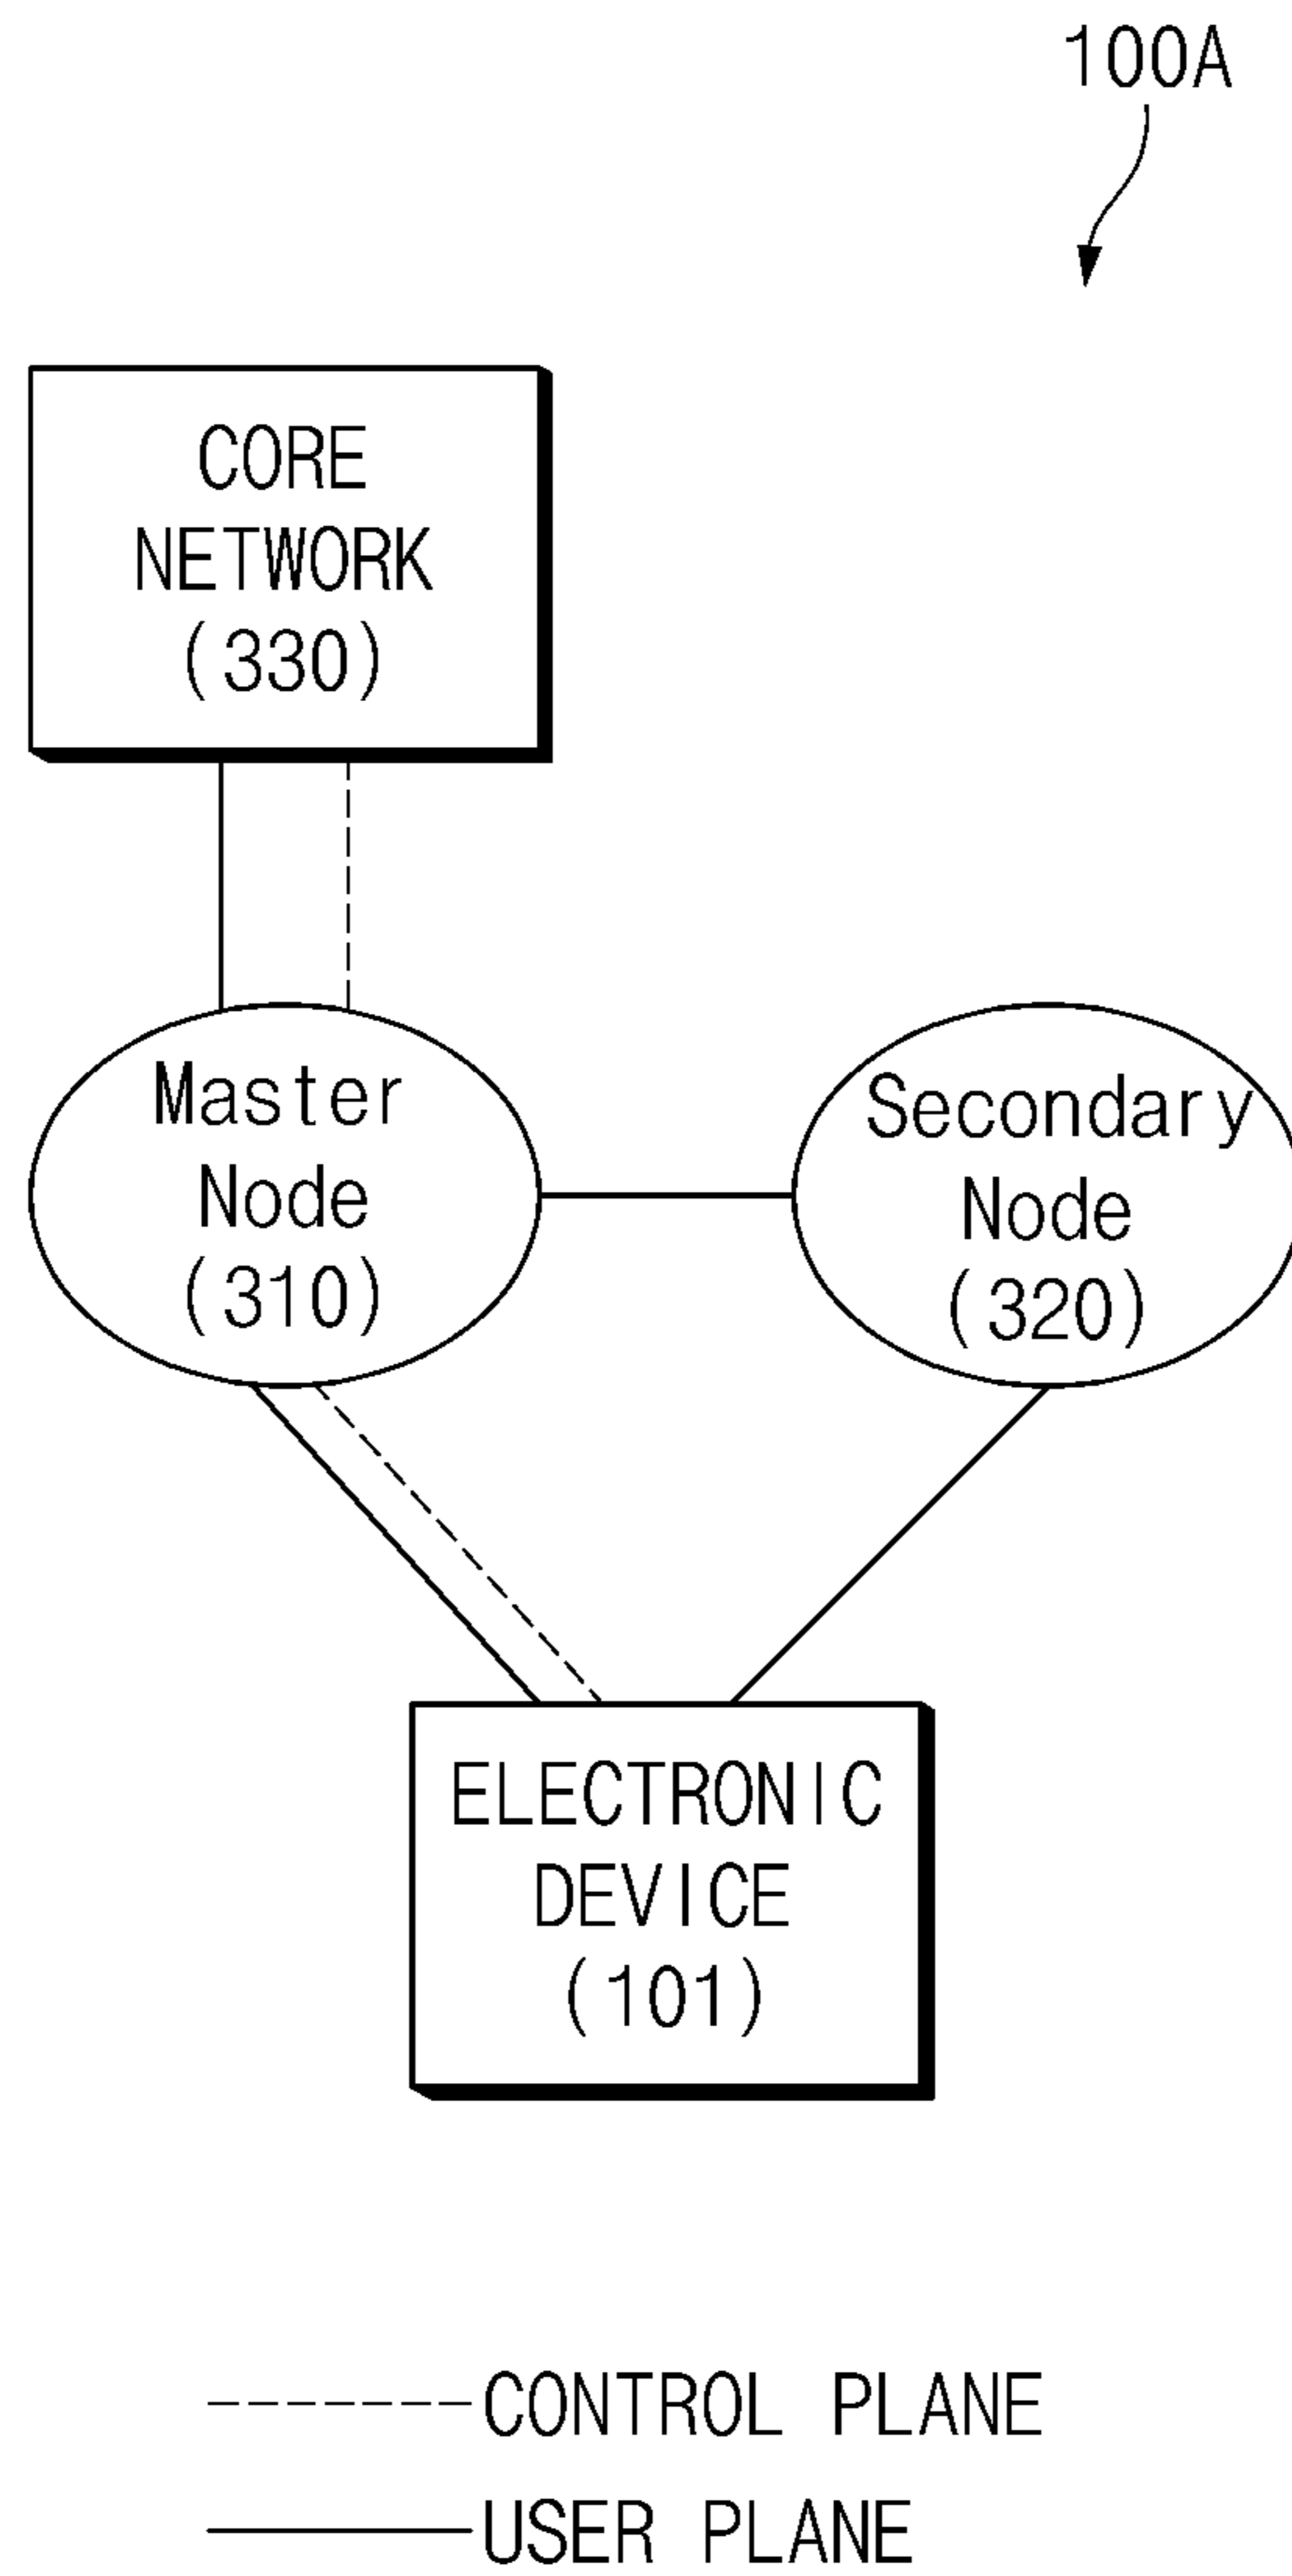 100A
CORE
NETWORK
(330)
Master
Node
(310)
Secondary
Node
(320)
ELECTRONIC
DEVICE
(101)
CONTROL PLANE
USER PLANE